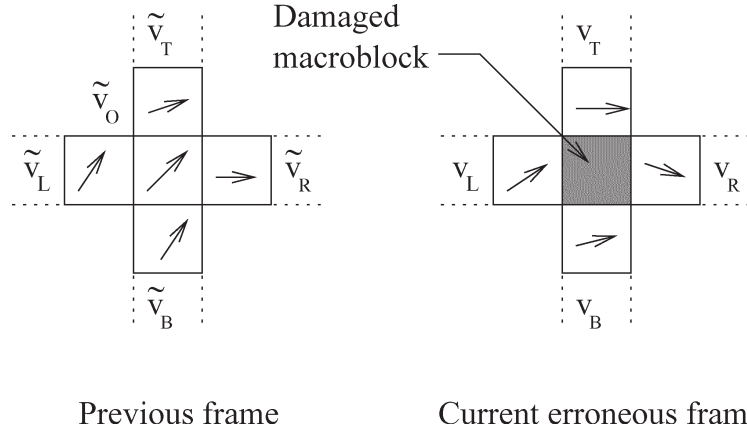 ṽ_T
Damaged
macroblock
v_T
ṽ_O
ṽ_L
ṽ_R
v_L
v_R
ṽ_B
v_B
Previous frame
Current erroneous fram